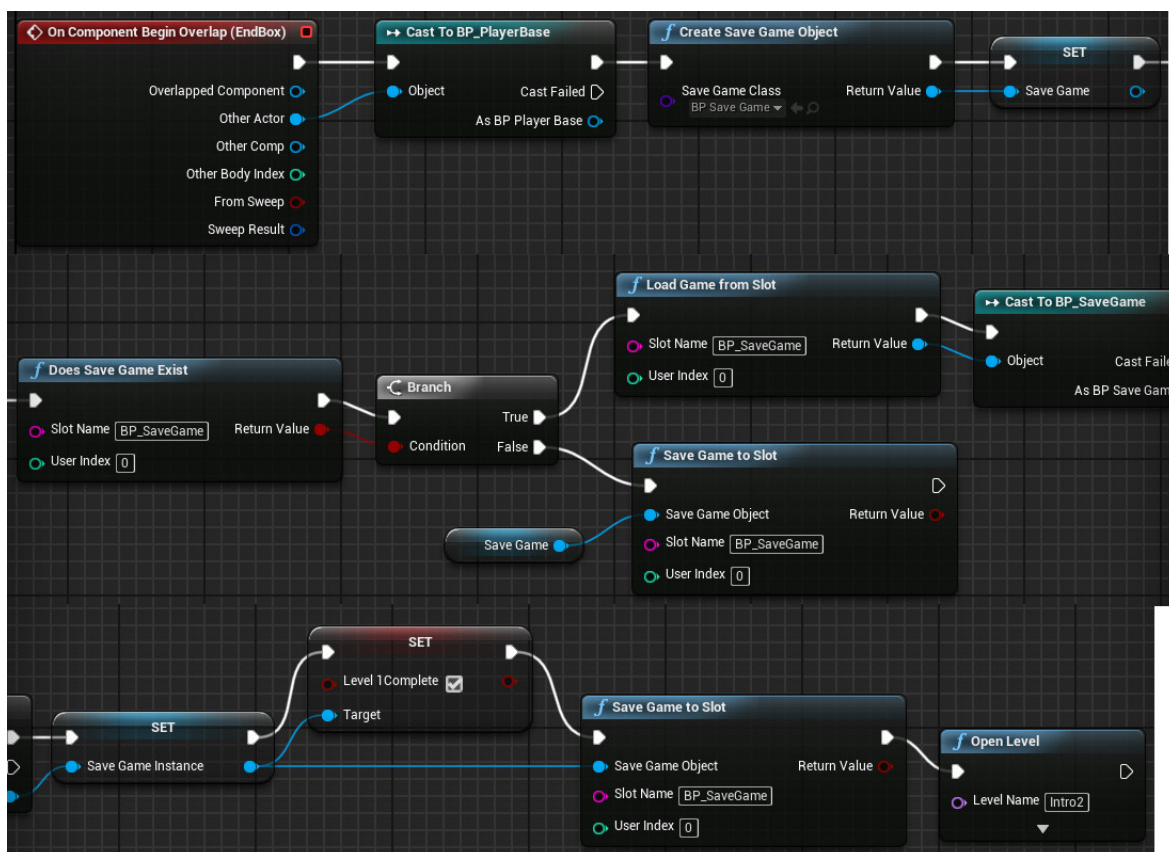 On Component Begin Overlap (EndBox)
Overlapped Component
Other Actor
Other Comp
Other Body Index
From Sweep
Sweep Result
Cast To BP_PlayerBase
Object
Cast Failed
As BP Player Base
f Create Save Game Object
Save Game Class
BP Save Game
Return Value
SET
Save Game
f Does Save Game Exist
Slot Name BP_SaveGame
Return Value
User Index 0
Branch
True
Condition
False
f Load Game from Slot
Slot Name BP_SaveGame
Return Value
User Index 0
Cast To BP_SaveGame
Object
Cast Faile
As BP Save Gam
Save Game
f Save Game to Slot
Save Game Object
Return Value
Slot Name BP_SaveGame
User Index 0
SET
Save Game Instance
SET
Level 1Complete
Target
f Save Game to Slot
Save Game Object
Return Value
Slot Name BP_SaveGame
User Index 0
f Open Level
Level Name Intro2